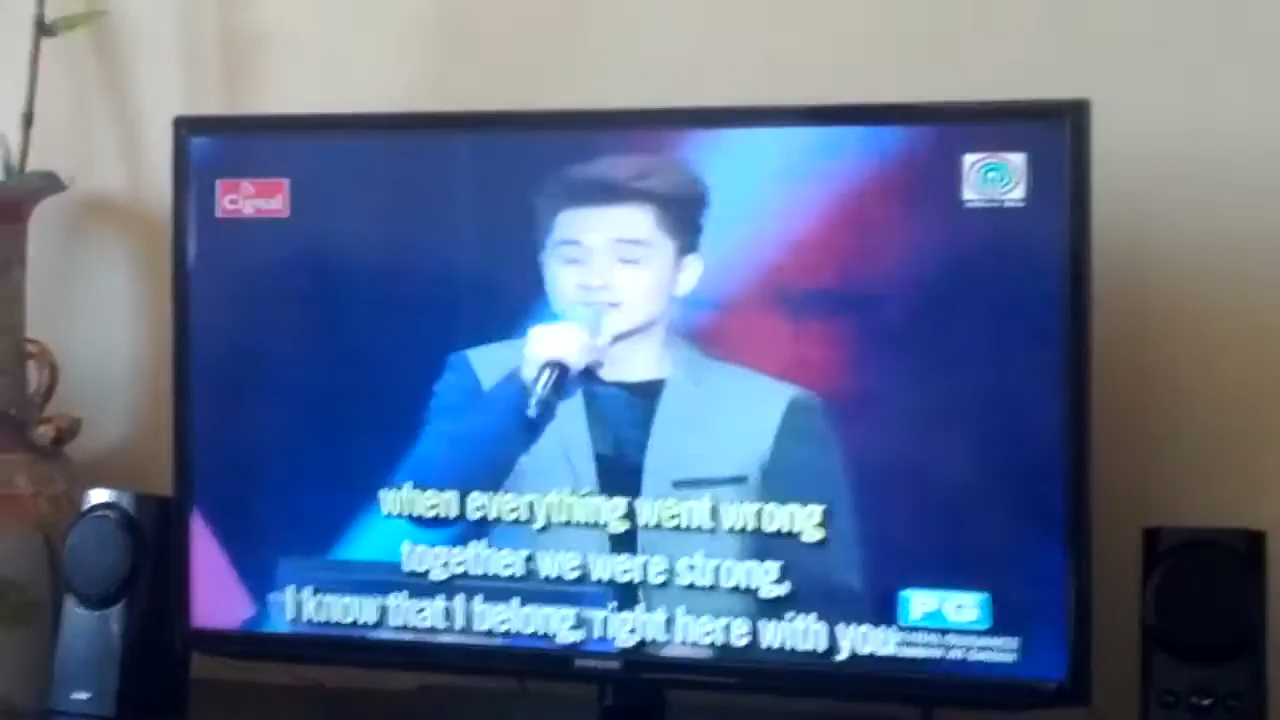 Cignal
when everything went wrong
together we were strong,
I know that I belong, right here with you
PG